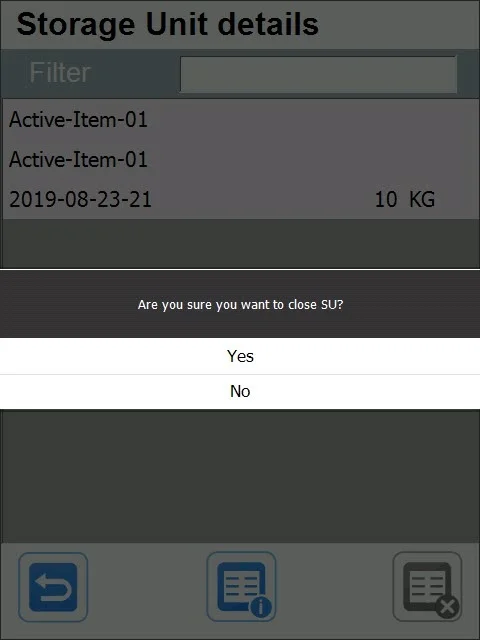 Storage Unit details
Filter
Active-Item-01
Active-Item-01
2019-08-23-21 10 KG
Are you sure you want to close SU?
Yes
No